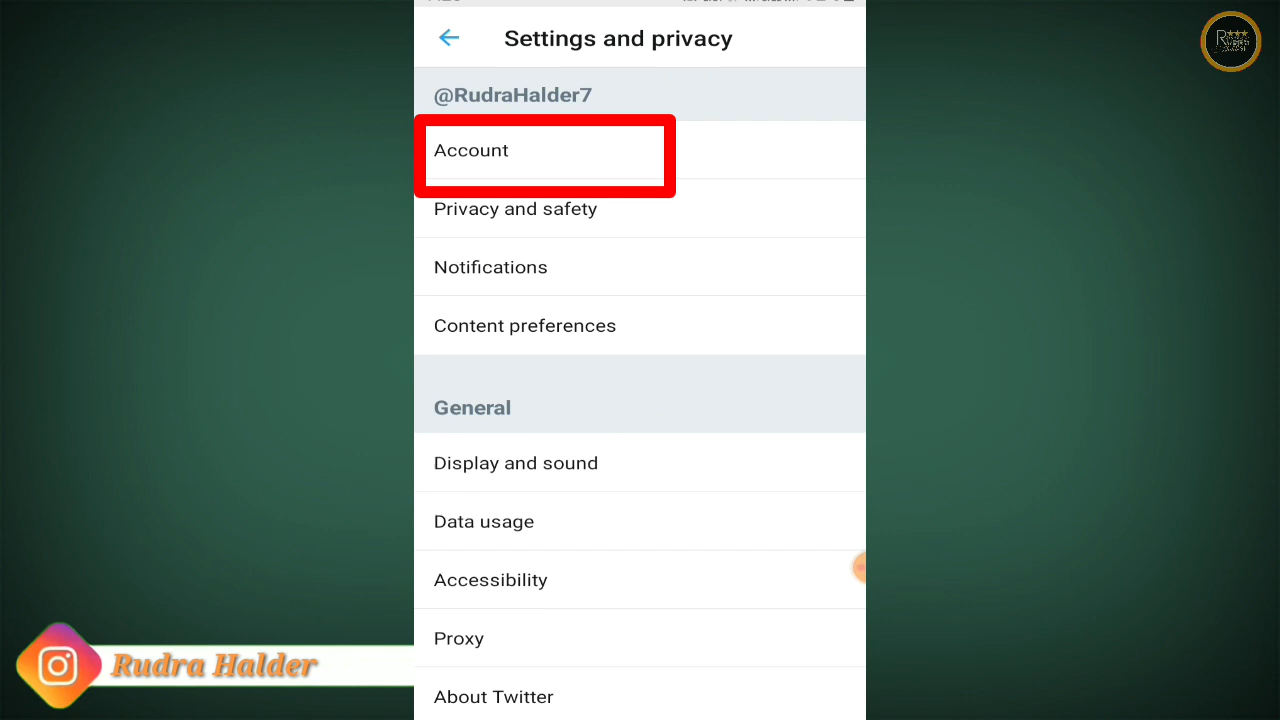 Settings and privacy
@RudraHalder7
Account
Privacy and safety
Notifications
Content preferences
General
Display and sound
Data usage
Accessibility
Proxy
About Twitter
Rudra Halder